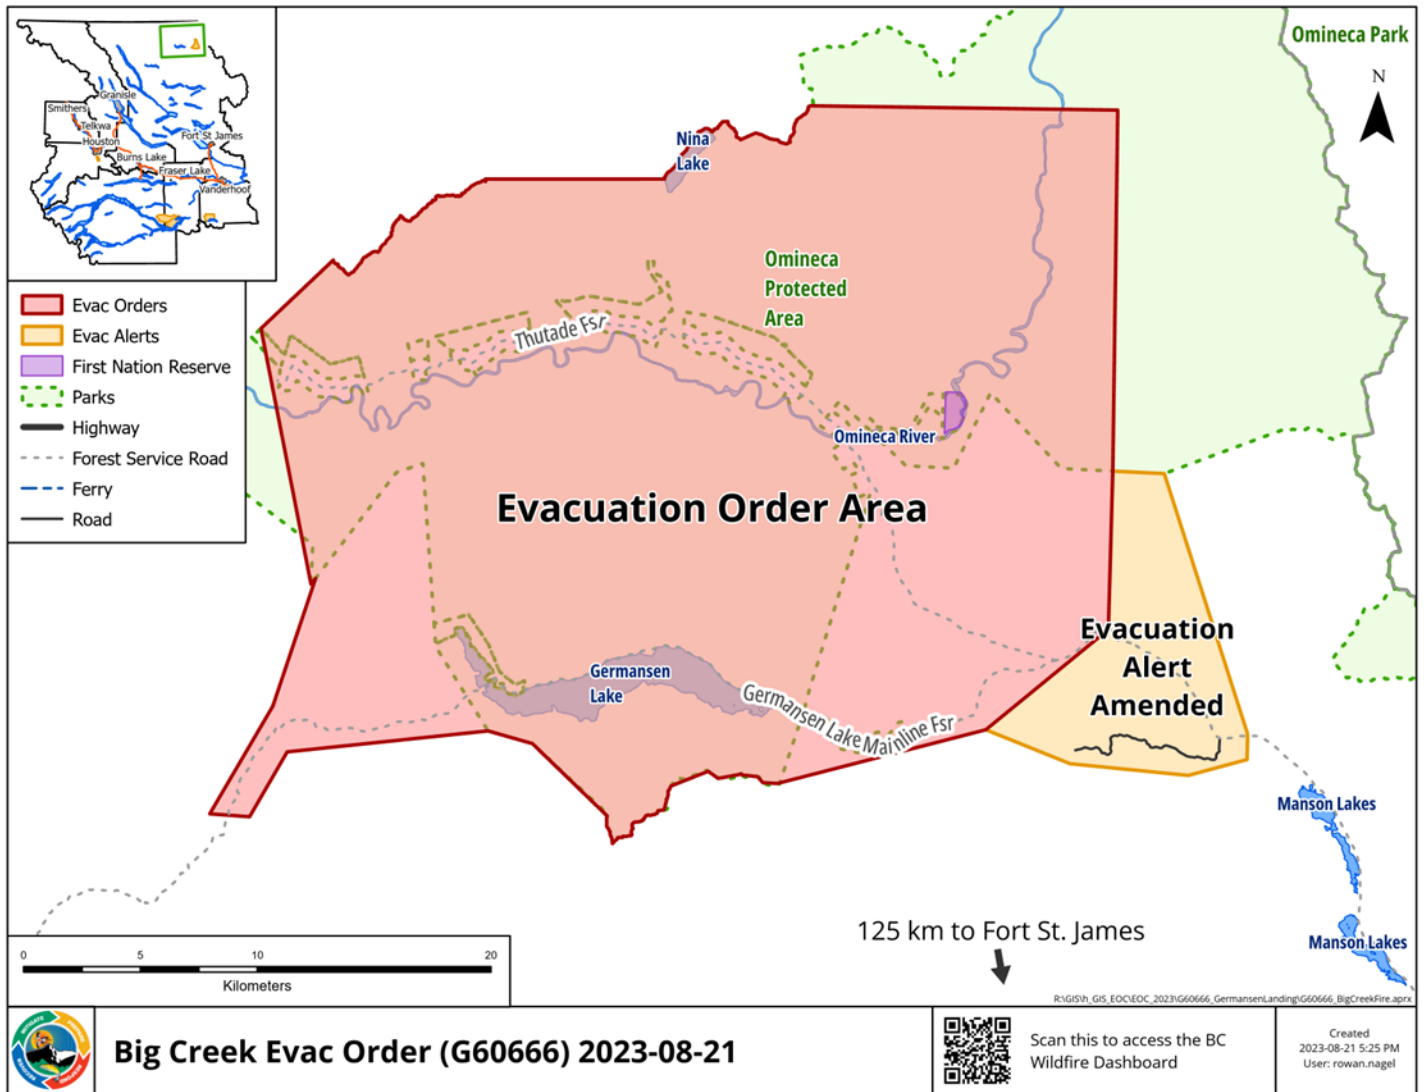 Granisle
Smithers
Telkwa
Houston
Burns Lake
Fort St James
Fraser Lake
Vanderhoof
Omineca Park
N
Nina
Lake
Omineca
Protected
Area
Evac Orders
Evac Alerts
First Nation Reserve
Parks
Highway
Forest Service Road
Ferry
Road
Thutade Fsr
Omineca River
Evacuation Order Area
Evacuation
Alert
Amended
Germansen
Lake
Germansen Lake Mainline Fsr
Manson Lakes
Manson Lakes
125 km to Fort St. James
0 5 10 20
Kilometers
R:\GIS\h_GIS_EOC\EOC_2023\G60666_GermansenLanding\G60666_BigCreekFire.aprx
Big Creek Evac Order (G60666) 2023-08-21
Scan this to access the BC
Wildfire Dashboard
Created
2023-08-21 5:25 PM
User: rowan.nagel